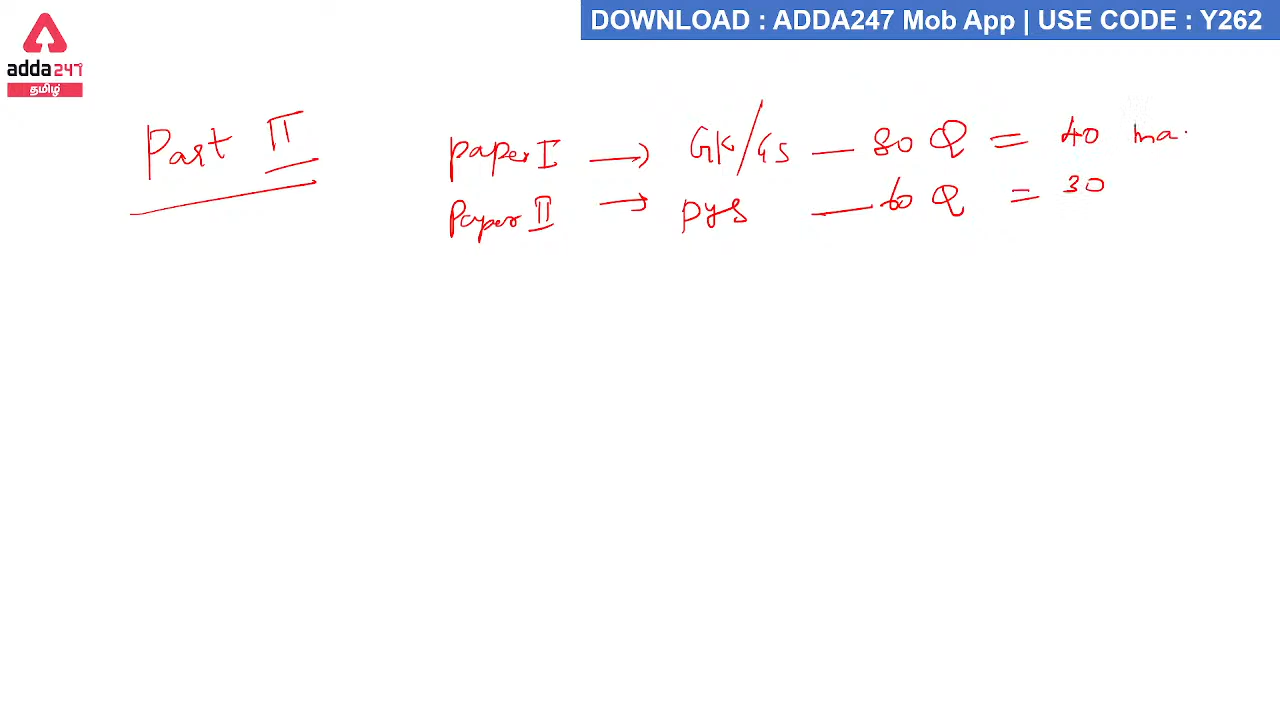 DOWNLOAD : ADDA247 Mob App | USE CODE : Y262
adda247
தமிழ்
Part II
paper I → GK/GS — 80 Q = 40 ma.
Paper II → pys — 60 Q = 30